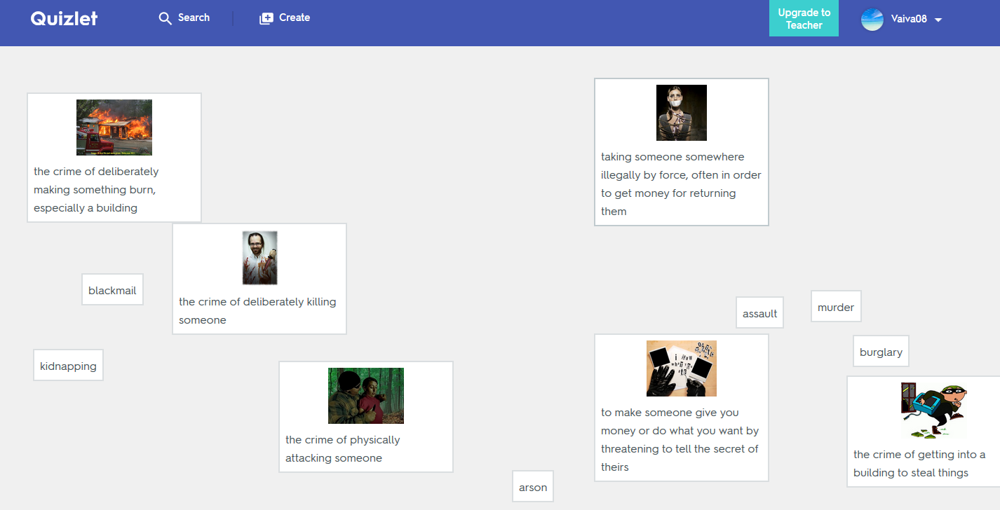 Quizlet
Search
Create
Upgrade to
Teacher
Vaiva08
the crime of deliberately
making something burn,
especially a building
taking someone somewhere
illegally by force, often in order
to get money for returning
them
the crime of deliberately killing
someone
blackmail
assault
murder
kidnapping
burglary
the crime of physically
attacking someone
to make someone give you
money or do what you want by
threatening to tell the secret of
theirs
the crime of getting into a
building to steal things
arson